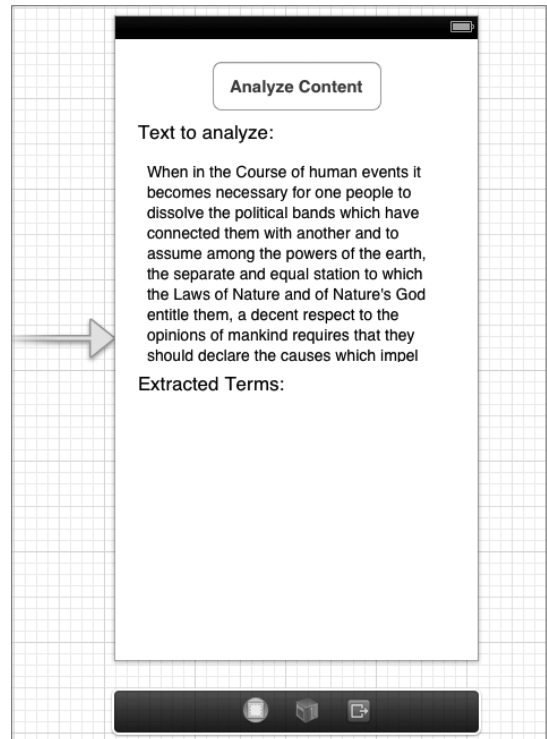 Analyze Content
Text to analyze:
When in the Course of human events it
becomes necessary for one people to
dissolve the political bands which have
connected them with another and to
assume among the powers of the earth,
the separate and equal station to which
the Laws of Nature and of Nature's God
entitle them, a decent respect to the
opinions of mankind requires that they
should declare the causes which impel
Extracted Terms: